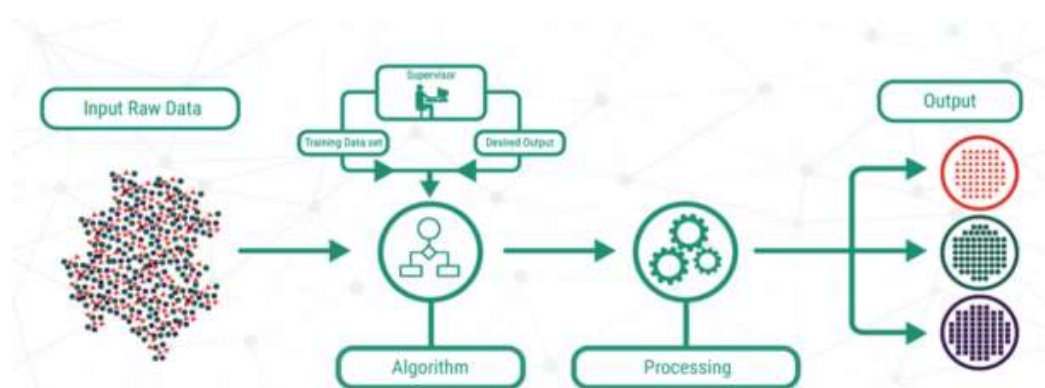 Supervisor
Input Raw Data
Output
Training Data set
Desired Output
Algorithm
Processing